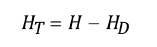 H_T = H − H_D